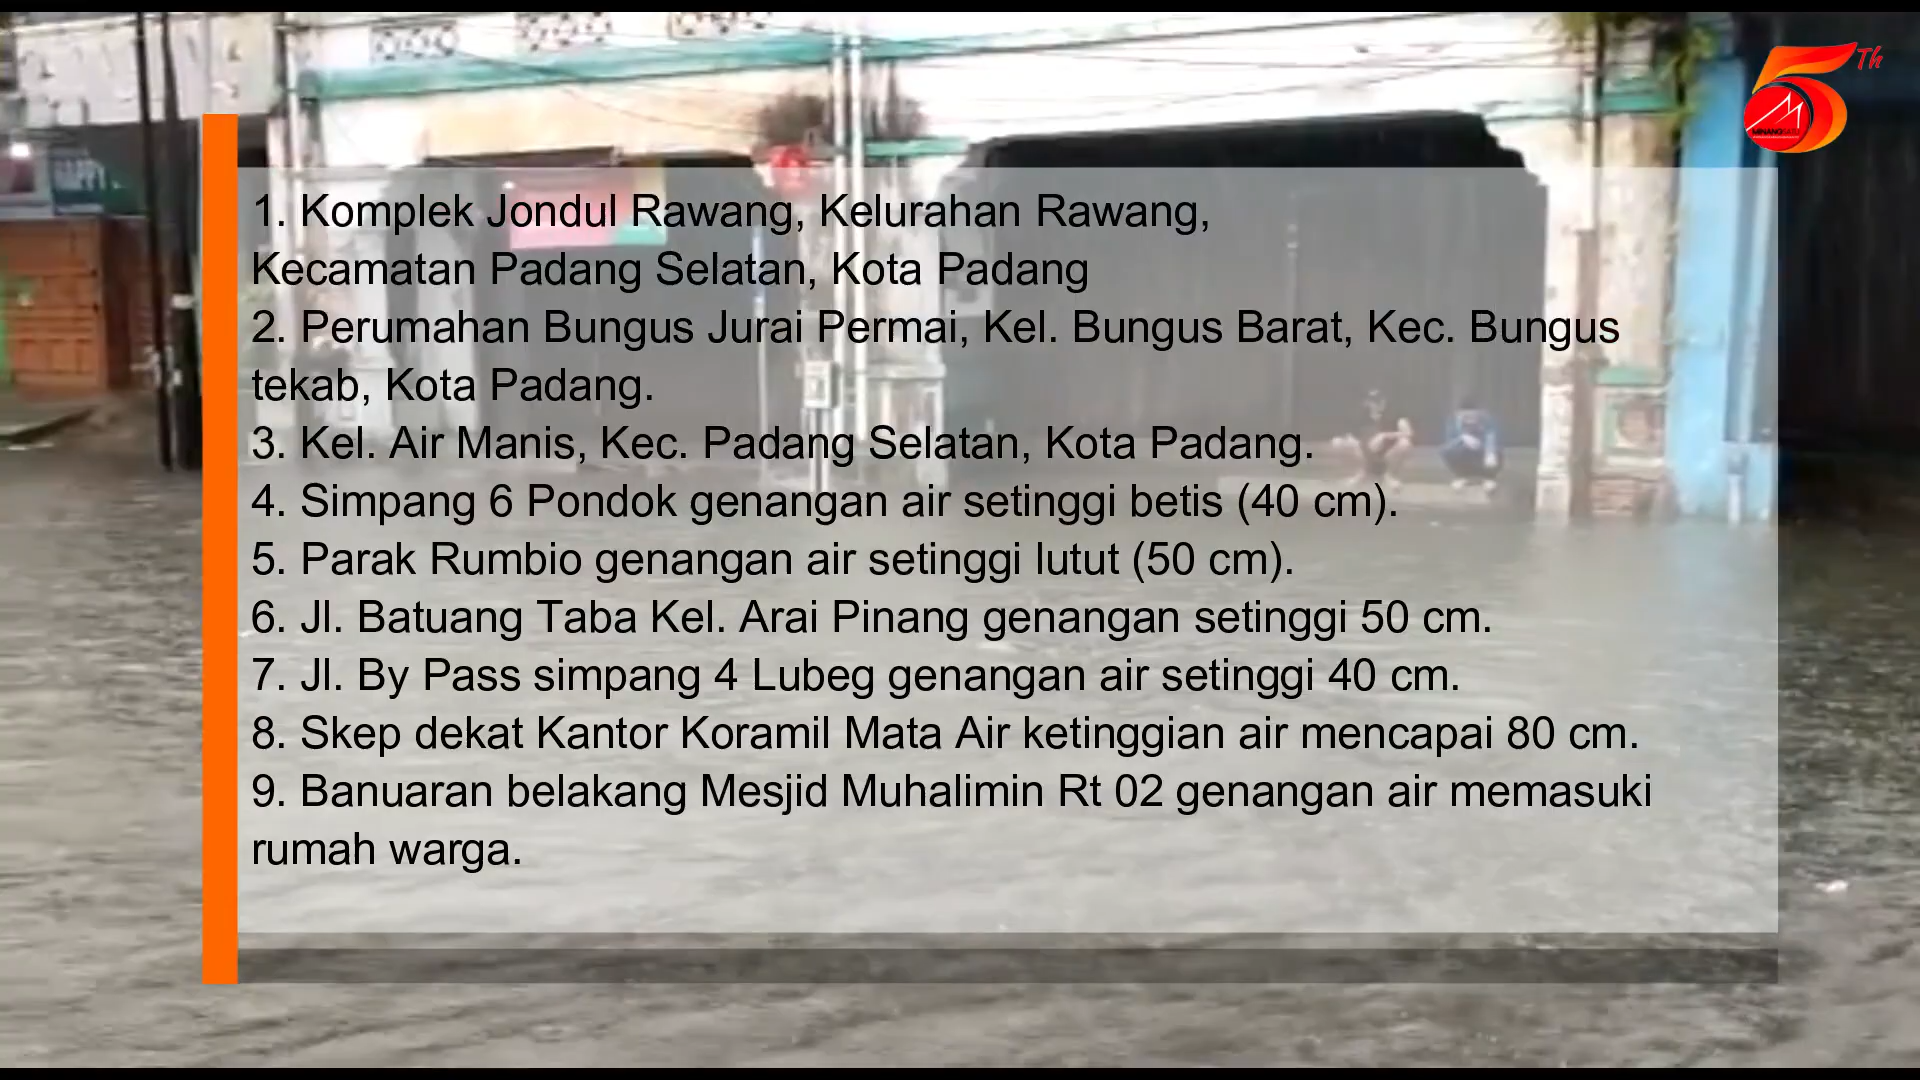 5Th
MINANGSATU
HAPPY
1. Komplek Jondul Rawang, Kelurahan Rawang,
Kecamatan Padang Selatan, Kota Padang
2. Perumahan Bungus Jurai Permai, Kel. Bungus Barat, Kec. Bungus
tekab, Kota Padang.
3. Kel. Air Manis, Kec. Padang Selatan, Kota Padang.
4. Simpang 6 Pondok genangan air setinggi betis (40 cm).
5. Parak Rumbio genangan air setinggi lutut (50 cm).
6. Jl. Batuang Taba Kel. Arai Pinang genangan setinggi 50 cm.
7. Jl. By Pass simpang 4 Lubeg genangan air setinggi 40 cm.
8. Skep dekat Kantor Koramil Mata Air ketinggian air mencapai 80 cm.
9. Banuaran belakang Mesjid Muhalimin Rt 02 genangan air memasuki
rumah warga.